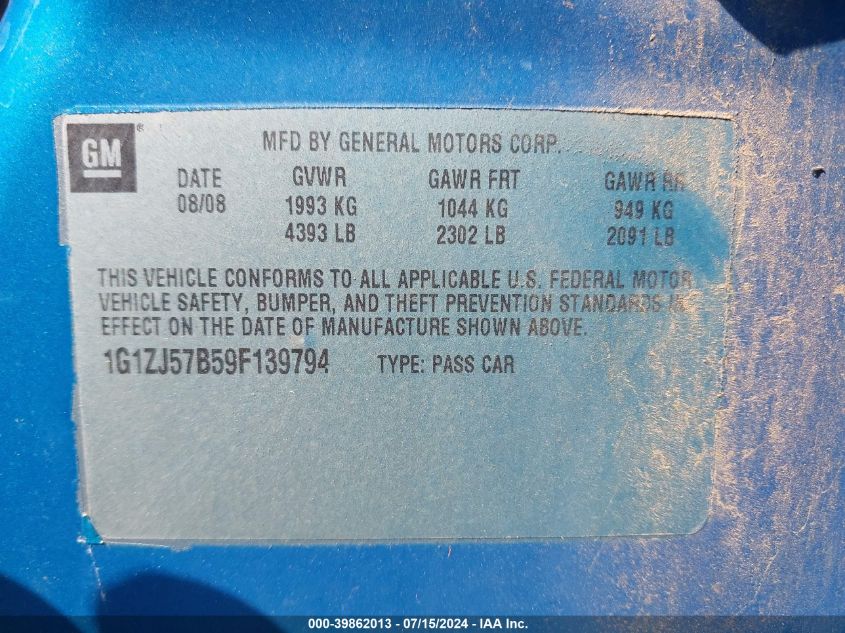 GM ®
MFD BY GENERAL MOTORS CORP.
DATE GVWR GAWR FRT GAWR RR
08/08 1993 KG 1044 KG 949 KG
4393 LB 2302 LB 2091 LB
THIS VEHICLE CONFORMS TO ALL APPLICABLE U.S. FEDERAL MOTOR
VEHICLE SAFETY, BUMPER, AND THEFT PREVENTION STANDARDS IN
EFFECT ON THE DATE OF MANUFACTURE SHOWN ABOVE.
1G1ZJ57B59F139794 TYPE: PASS CAR
000-39862013 - 07/15/2024 - IAA Inc.